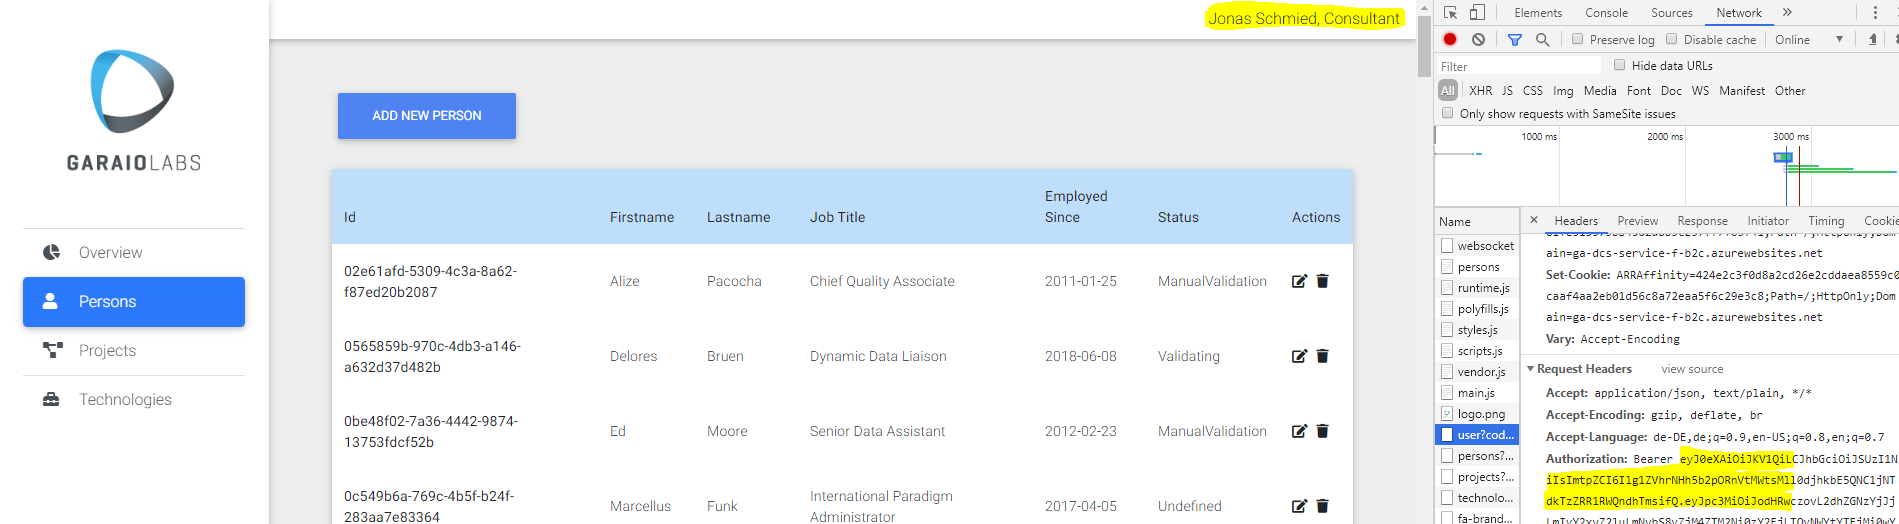 Jonas Schmied, Consultant
GARAIOLABS
Overview
Persons
Projects
Technologies
ADD NEW PERSON
Id Firstname Lastname Job Title Employed Since Status Actions
02e61afd-5309-4c3a-8a62-
f87ed20b2087
Alize Pacocha Chief Quality Associate 2011-01-25 ManualValidation
0565859b-970c-4db3-a146-
a632d37d482b
Delores Bruen Dynamic Data Liaison 2018-06-08 Validating
0be48f02-7a36-4442-9874-
13753fdcf52b
Ed Moore Senior Data Assistant 2012-02-23 ManualValidation
0c549b6a-769c-4b5f-b24f-
283aa7e83364
Marcellus Funk International Paradigm
Administrator
2017-04-05 Undefined
Elements Console Sources Network
Preserve log Disable cache Online
Filter Hide data URLs
All XHR JS CSS Img Media Font Doc WS Manifest Other
Only show requests with SameSite issues
1000 ms 2000 ms 3000 ms
Name
websocket
persons
runtime.js
polyfills.js
styles.js
scripts.js
vendor.js
main.js
logo.png
user?cod...
persons?...
projects?...
technolo...
fa-bran
× Headers Preview Response Initiator Timing Cookie
ain=ga-dcs-service-f-b2c.azurewebsites.net
Set-Cookie: ARRAffinity=424e2c3f0d8a2cd26e2cddaea8559c0
caaf4aa2eb01d56c8a72eaa5f6c29e3c8;Path=/;HttpOnly;Dom
ain=ga-dcs-service-f-b2c.azurewebsites.net
Vary: Accept-Encoding
Request Headers view source
Accept: application/json, text/plain, */*
Accept-Encoding: gzip, deflate, br
Accept-Language: de-DE,de;q=0.9,en-US;q=0.8,en;q=0.7
Authorization: Bearer eyJ0eXAiOiJKV1QiLCJhbGciOiJSUzI1N